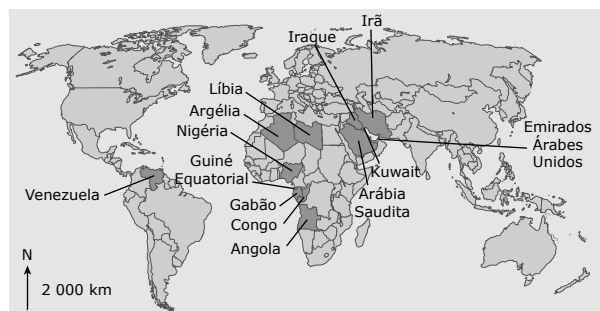 Irã
Iraque
Líbia
Argélia
Nigéria
Guiné
Equatorial
Gabão
Congo
Angola
Venezuela
Emirados
Árabes
Unidos
Kuwait
Arábia
Saudita
N
2 000 km